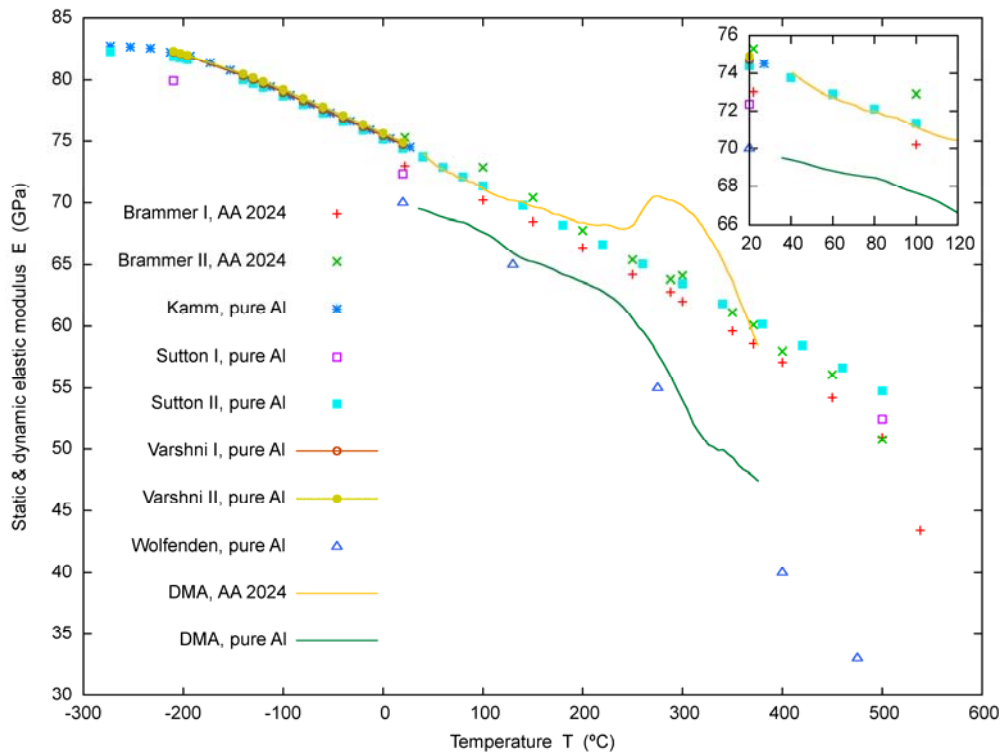 Static & dynamic elastic modulus E (GPa)
85
80
75
70
65
60
55
50
45
40
35
30
-300
-200
-100
0
100
200
300
400
500
600
Temperature T (ºC)
Brammer I, AA 2024
Brammer II, AA 2024
Kamm, pure Al
Sutton I, pure Al
Sutton II, pure Al
Varshni I, pure Al
Varshni II, pure Al
Wolfenden, pure Al
DMA, AA 2024
DMA, pure Al
76
74
72
70
68
66
20
40
60
80
100
120